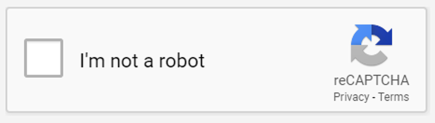 I'm not a robot
reCAPTCHA
Privacy - Terms